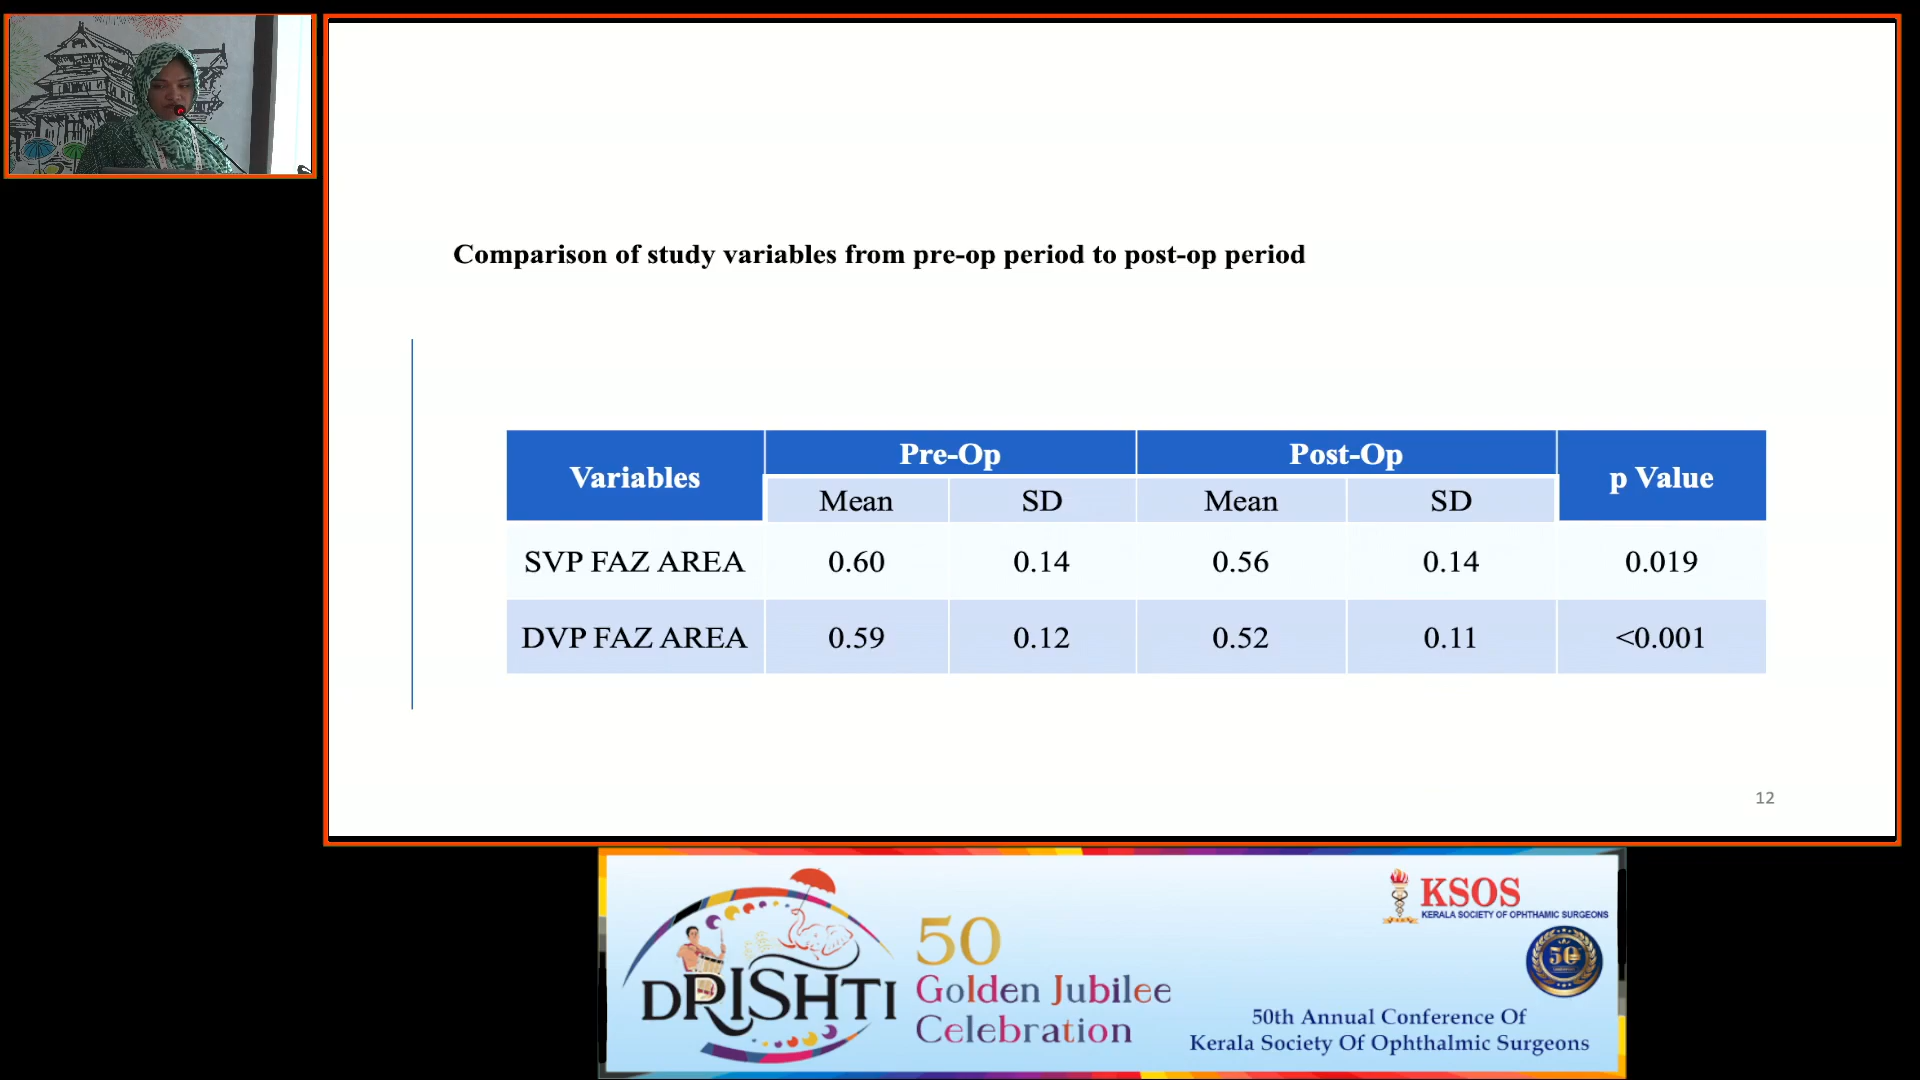 Comparison of study variables from pre-op period to post-op period
Variables Pre-Op Post-Op p Value
Mean SD Mean SD
SVP FAZ AREA 0.60 0.14 0.56 0.14 0.019
DVP FAZ AREA 0.59 0.12 0.52 0.11 <0.001
12
DRISHTI
50
Golden Jubilee
Celebration
KSOS
KERALA SOCIETY OF OPHTHAMIC SURGEONS
50
50th Annual Conference Of
Kerala Society Of Ophthalmic Surgeons